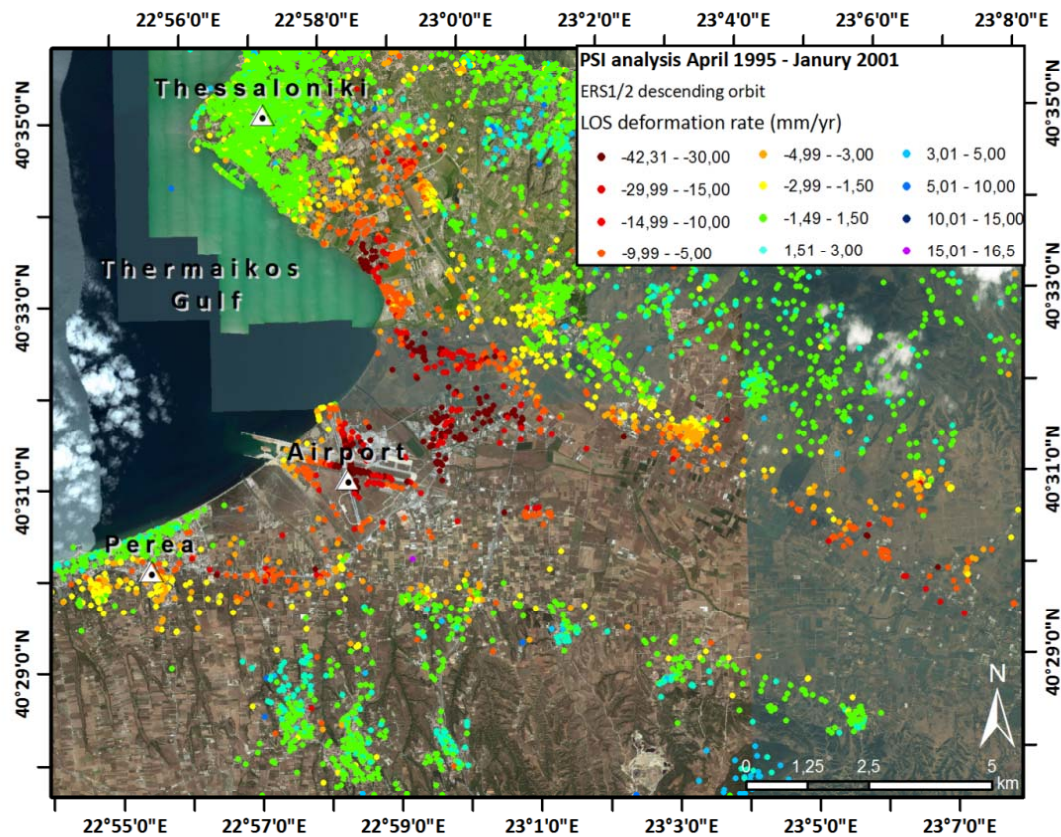 22°56'0"E 22°58'0"E 23°0'0"E 23°2'0"E 23°4'0"E 23°6'0"E 23°8'0"E
PSI analysis April 1995 - Janury 2001
ERS1/2 descending orbit
LOS deformation rate (mm/yr)
-42,31 - -30,00 -4,99 - -3,00 3,01 - 5,00
-29,99 - -15,00 -2,99 - -1,50 5,01 - 10,00
-14,99 - -10,00 -1,49 - 1,50 10,01 - 15,00
-9,99 - -5,00 1,51 - 3,00 15,01 - 16,5
Thessaloniki
40°35'0"N 40°35'0"N
Thermaikos
Gulf
40°33'0"N 40°33'0"N
Airport
40°31'0"N 40°31'0"N
Perea
40°29'0"N 40°29'0"N
N
0 1,25 2,5 5
km
22°55'0"E 22°57'0"E 22°59'0"E 23°1'0"E 23°3'0"E 23°5'0"E 23°7'0"E